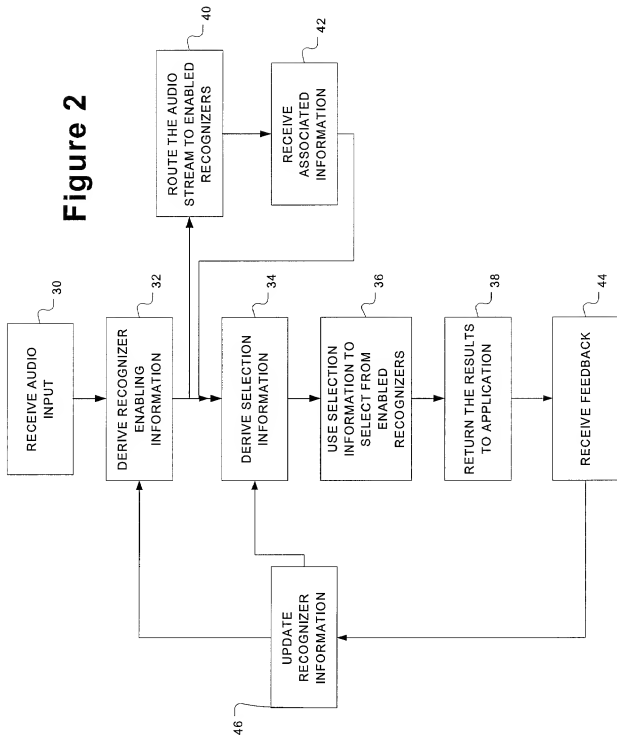 Figure 2
30
RECEIVE AUDIO
INPUT
32
DERIVE RECOGNIZER
ENABLING
INFORMATION
40
ROUTE THE AUDIO
STREAM TO ENABLED
RECOGNIZERS
42
RECEIVE
ASSOCIATED
INFORMATION
34
DERIVE SELECTION
INFORMATION
36
USE SELECTION
INFORMATION TO
SELECT FROM
ENABLED
RECOGNIZERS
38
RETURN THE RESULTS
TO APPLICATION
44
RECEIVE FEEDBACK
46
UPDATE
RECOGNIZER
INFORMATION